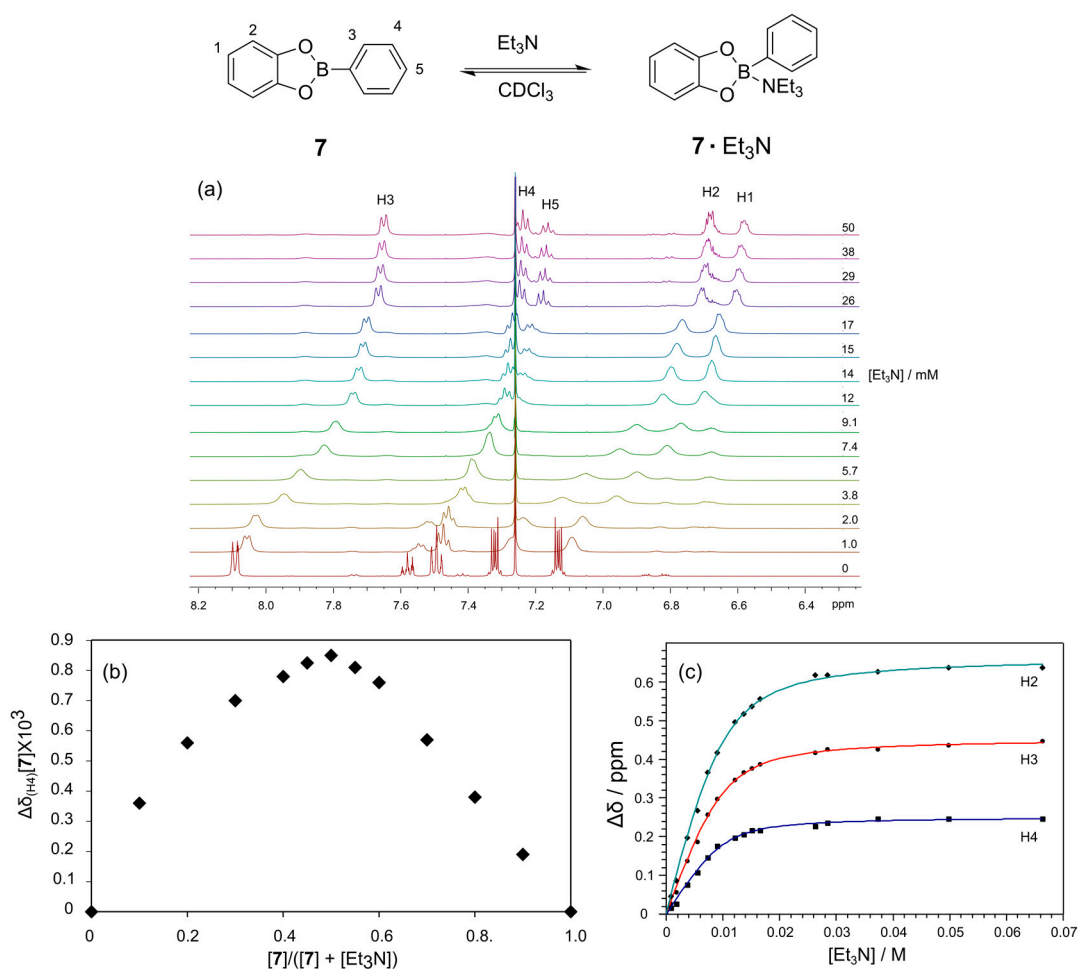 1
2
3
4
5
O
B
O
Et₃N
CDCl₃
O
B
O
NEt₃
7
7 · Et₃N
(a)
H3
H4
H5
H2
H1
50
38
29
26
17
15
14
[Et₃N] / mM
12
9.1
7.4
5.7
3.8
2.0
1.0
0
8.2 8.0 7.8 7.6 7.4 7.2 7.0 6.8 6.6 6.4 ppm
(b)
0.9
0.8
0.7
0.6
0.5
0.4
0.3
0.2
0.1
0
Δδ(H4)[7]X10³
0 0.2 0.4 0.6 0.8. 1.0
[7]/([7] + [Et₃N])
(c)
0.6
0.5
0.4
0.3
0.2
0.1
0
Δδ / ppm
H2
H3
H4
0 0.01 0.02 0.03 0.04 0.05 0.06 0.07
[Et₃N] / M